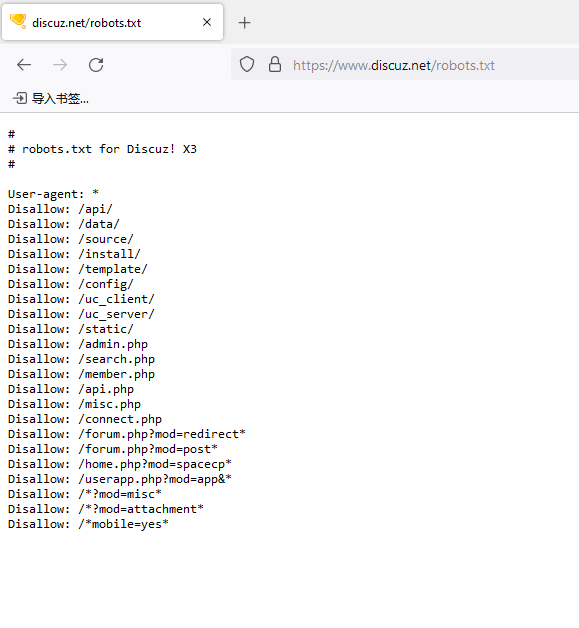 discuz.net/robots.txt
https://www.discuz.net/robots.txt
导入书签...
#
# robots.txt for Discuz! X3
#
User-agent: *
Disallow: /api/
Disallow: /data/
Disallow: /source/
Disallow: /install/
Disallow: /template/
Disallow: /config/
Disallow: /uc_client/
Disallow: /uc_server/
Disallow: /static/
Disallow: /admin.php
Disallow: /search.php
Disallow: /member.php
Disallow: /api.php
Disallow: /misc.php
Disallow: /connect.php
Disallow: /forum.php?mod=redirect*
Disallow: /forum.php?mod=post*
Disallow: /home.php?mod=spacecp*
Disallow: /userapp.php?mod=app&*
Disallow: /*?mod=misc*
Disallow: /*?mod=attachment*
Disallow: /*mobile=yes*